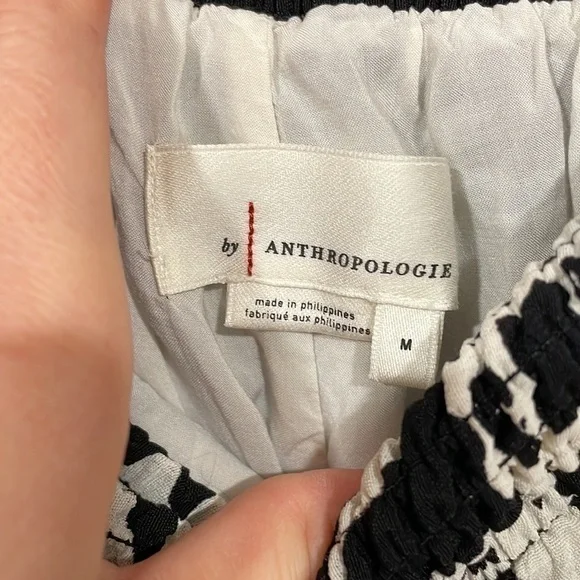 by ANTHROPOLOGIE
made in philippines
fabriqué aux philippines
M